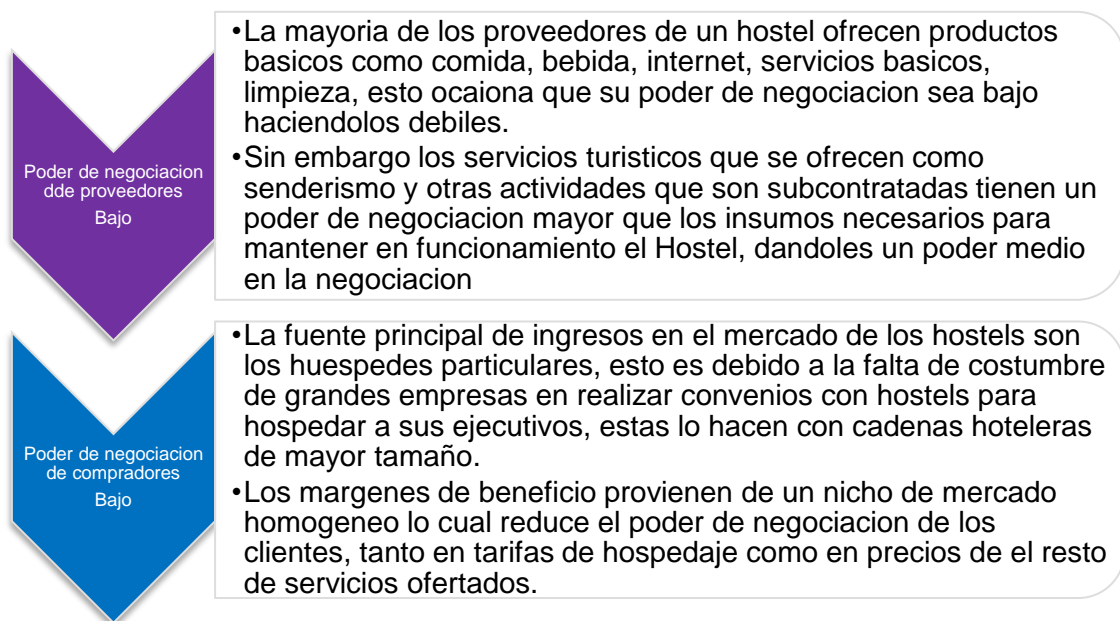 Poder de negociacion
dde proveedores
Bajo
•La mayoria de los proveedores de un hostel ofrecen productos
basicos como comida, bebida, internet, servicios basicos,
limpieza, esto ocaiona que su poder de negociacion sea bajo
haciendolos debiles.
•Sin embargo los servicios turisticos que se ofrecen como
senderismo y otras actividades que son subcontratadas tienen un
poder de negociacion mayor que los insumos necesarios para
mantener en funcionamiento el Hostel, dandoles un poder medio
en la negociacion
Poder de negociacion
de compradores
Bajo
•La fuente principal de ingresos en el mercado de los hostels son
los huespedes particulares, esto es debido a la falta de costumbre
de grandes empresas en realizar convenios con hostels para
hospedar a sus ejecutivos, estas lo hacen con cadenas hoteleras
de mayor tamaño.
•Los margenes de beneficio provienen de un nicho de mercado
homogeneo lo cual reduce el poder de negociacion de los
clientes, tanto en tarifas de hospedaje como en precios de el resto
de servicios ofertados.